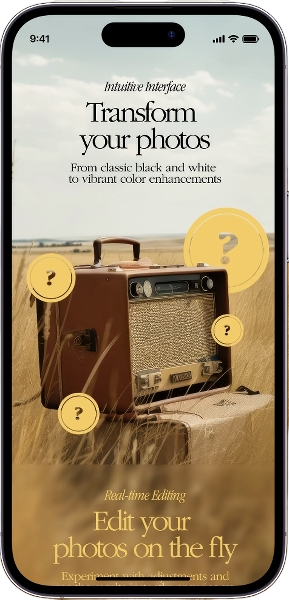 9:41
Intuitive Interface
Transform
your photos
From classic black and white
to vibrant color enhancements
?
?
?
?
Real-time Editing
Edit your
photos on the fly
Experiment with adjustments and